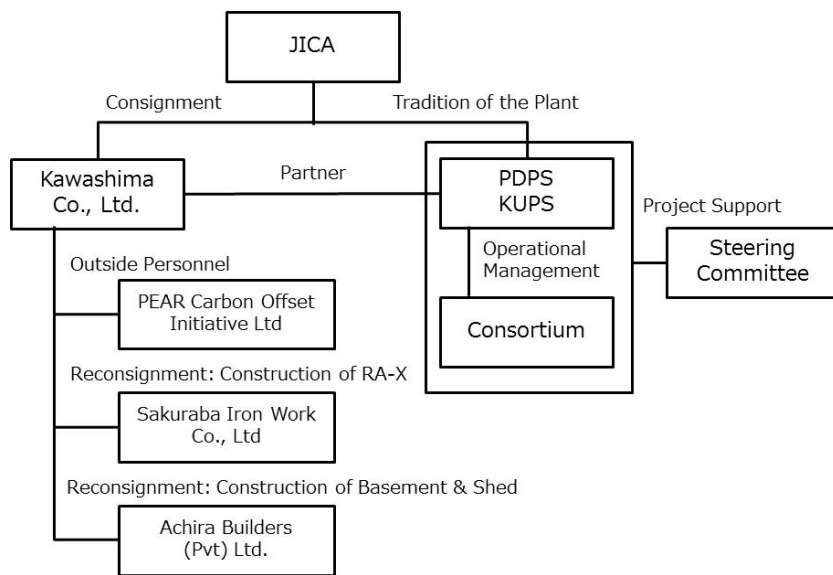 JICA
Consignment
Tradition of the Plant
Kawashima
Co., Ltd.
Partner
PDPS
KUPS
Project Support
Steering
Committee
Operational
Management
Consortium
Outside Personnel
PEAR Carbon Offset
Initiative Ltd
Reconsignment: Construction of RA-X
Sakuraba Iron Work
Co., Ltd
Reconsignment: Construction of Basement & Shed
Achira Builders
(Pvt) Ltd.